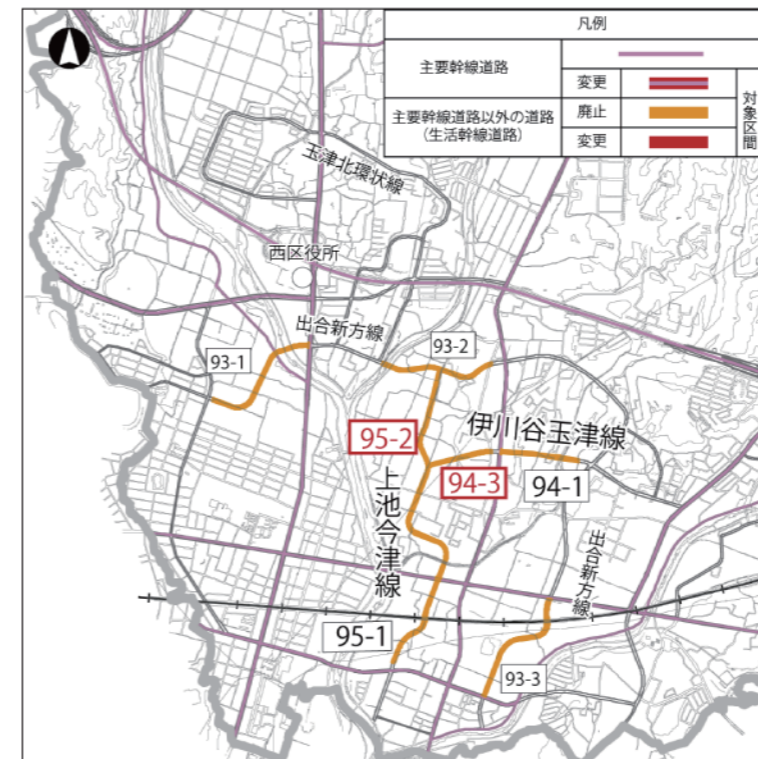 凡例
主要幹線道路
変更
主要幹線道路以外の道路
(生活幹線道路)
廃止
変更
対象区間
玉津北環状線
西区役所
出合新方線
93-1
93-2
95-2
伊川谷玉津線
94-3
94-1
上池今津線
出合新方線
95-1
93-3